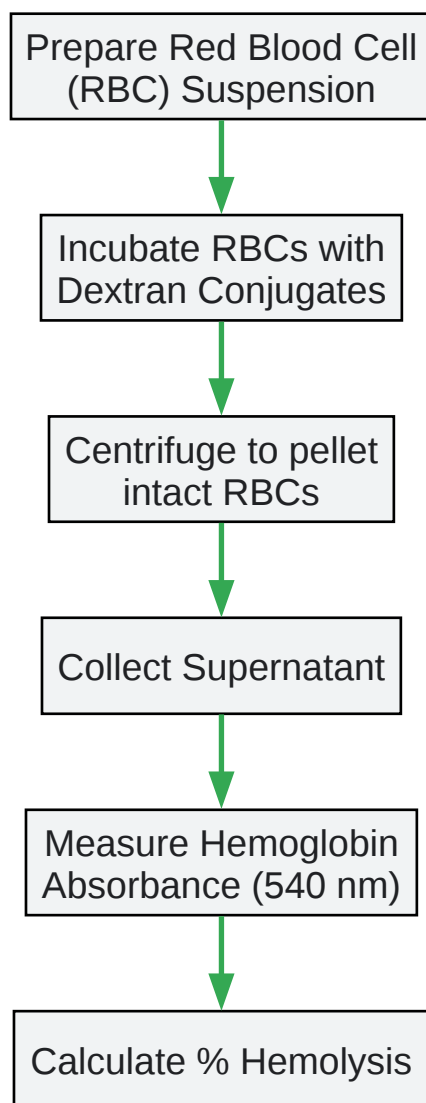 Prepare Red Blood Cell
(RBC) Suspension
Incubate RBCs with
Dextran Conjugates
Centrifuge to pellet
intact RBCs
Collect Supernatant
Measure Hemoglobin
Absorbance (540 nm)
Calculate % Hemolysis